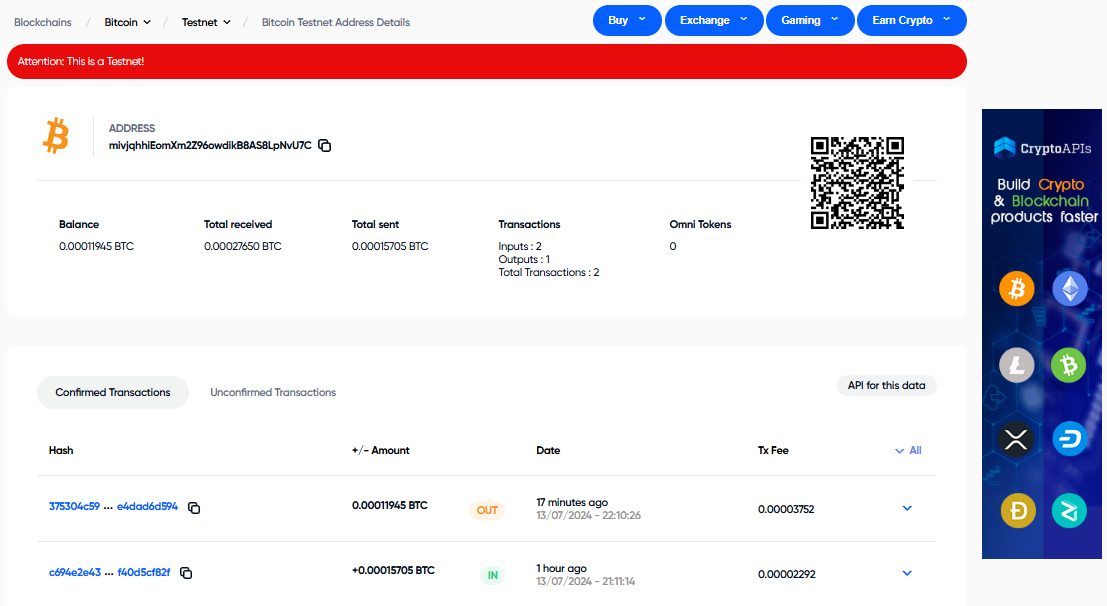 Blockchains / Bitcoin / Testnet / Bitcoin Testnet Address Details
Buy Exchange Gaming Earn Crypto
Attention: This is a Testnet!
ADDRESS
mivjqhhiEomXm2Z96owdikB8AS8LpNvU7C
Balance Total received Total sent Transactions Omni Tokens
0.00011945 BTC 0.00027650 BTC 0.00015705 BTC Inputs : 2 0
Outputs : 1
Total Transactions : 2
Confirmed Transactions Unconfirmed Transactions API for this data
Hash +/- Amount Date Tx Fee All
375304c59 ... e4dad6d594 0.00011945 BTC OUT 17 minutes ago 0.00003752
13/07/2024 - 22:10:26
c694e2e43 ... f40d5cf82f +0.00015705 BTC IN 1 hour ago 0.00002292
13/07/2024 - 21:11:14
CryptoAPIs
Build Crypto
& Blockchain
products faster